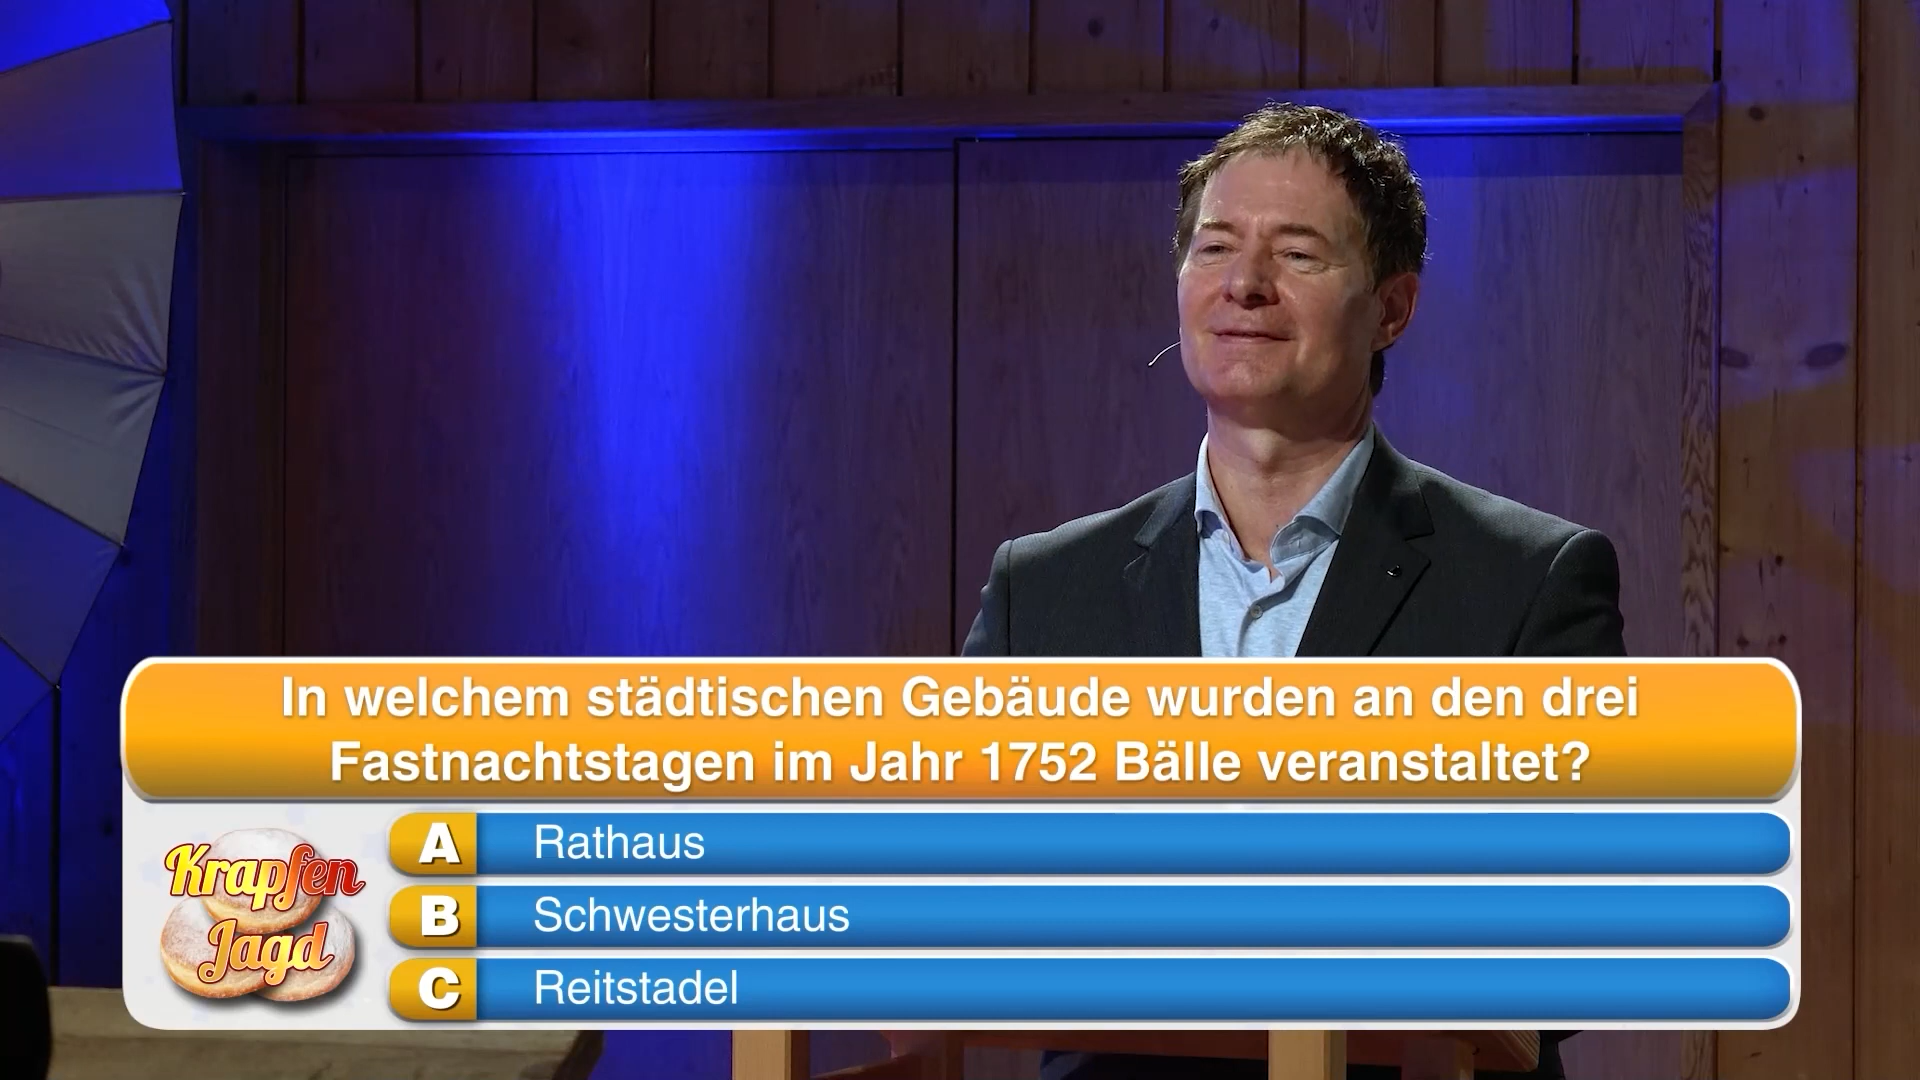 In welchem städtischen Gebäude wurden an den drei
Fastnachtstagen im Jahr 1752 Bälle veranstaltet?
Krapfen
Jagd
A Rathaus
B Schwesterhaus
C Reitstadel